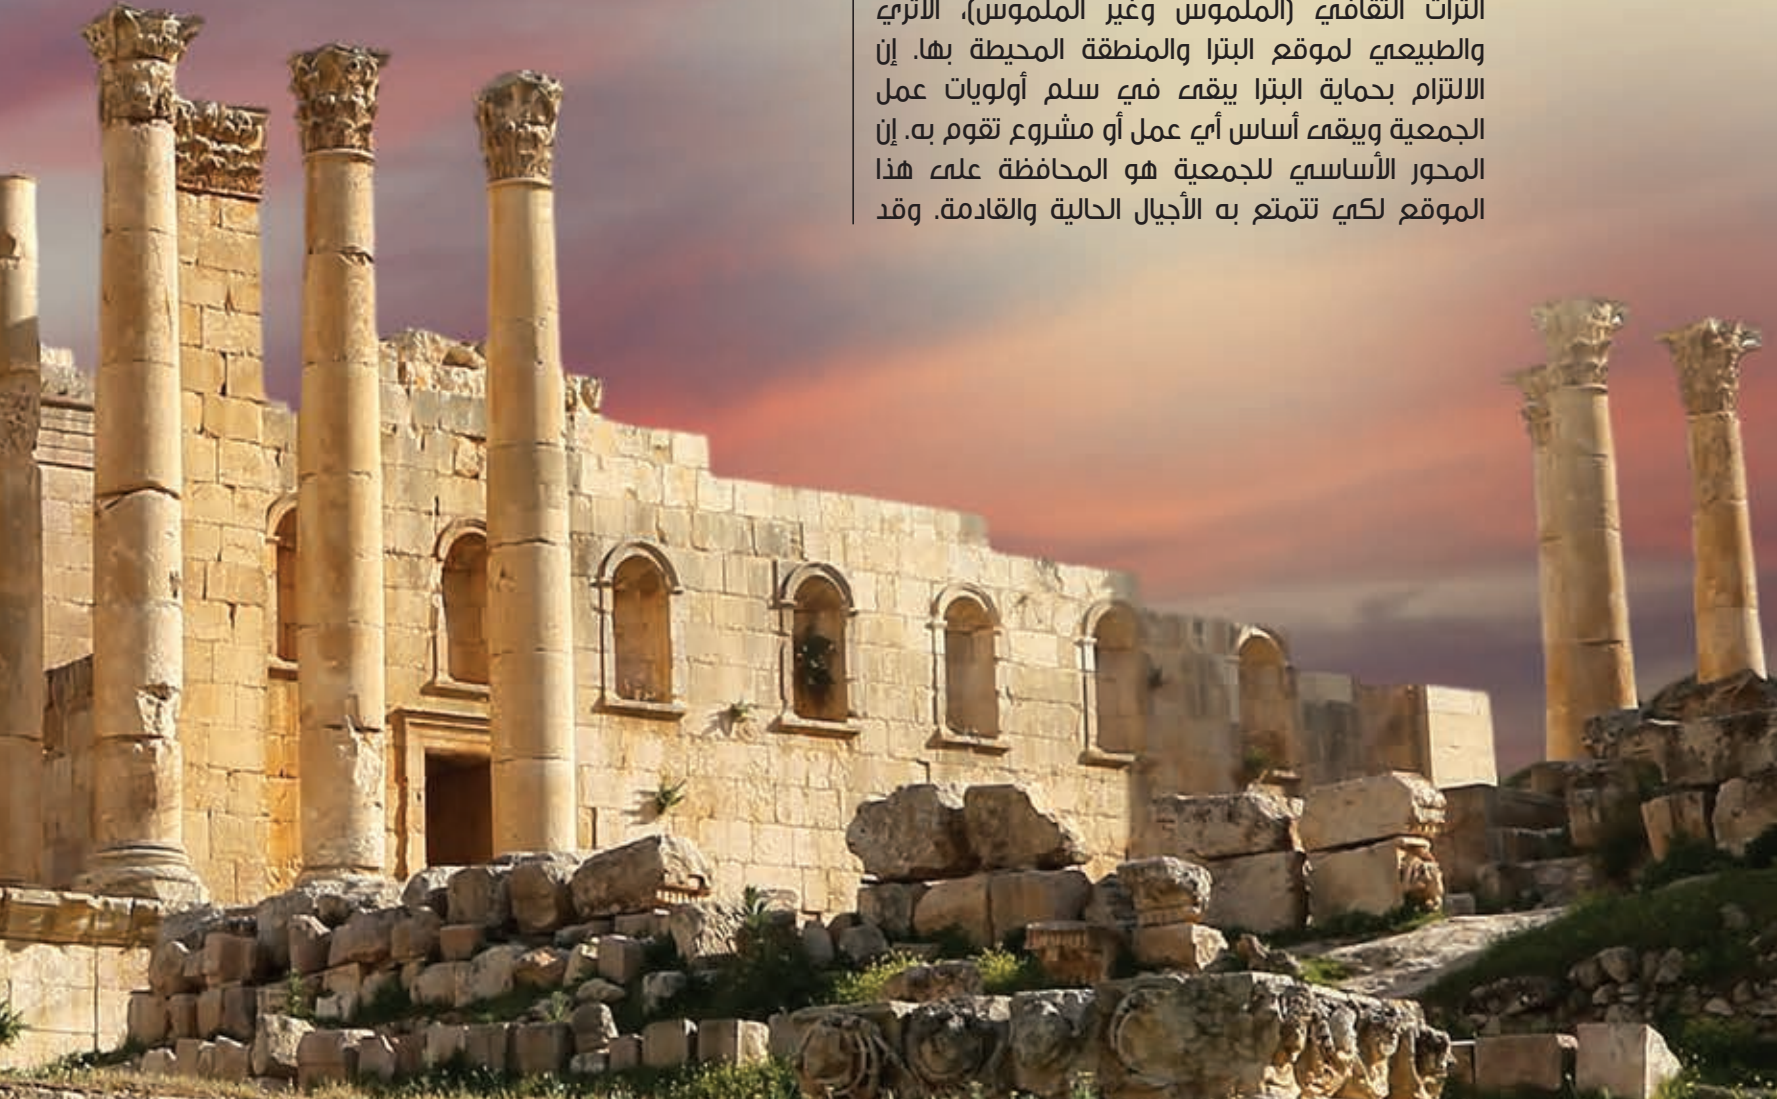 التراث الثقافي (الملموس وغير الملموس)، الأثري
والطبيعي لموقع البترا والمنطقة المحيطة بها. إن
الالتزام بحماية البترا يبقى في سلم أولويات عمل
الجمعية ويبقى أساس أي عمل أو مشروع تقوم به. إن
المحور الأساسي للجمعية هو المحافظة على هذا
الموقع لكي تتمتع به الأجيال الحالية والقادمة. وقد